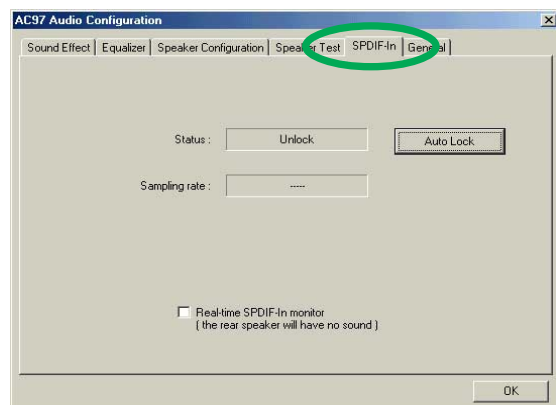 AC97 Audio Configuration
Sound Effect Equalizer Speaker Configuration Speaker Test SPDIF-In General
Status : Unlock Auto Lock
Sampling rate : -----
Real-time SPDIF-In monitor
( the rear speaker will have no sound )
OK